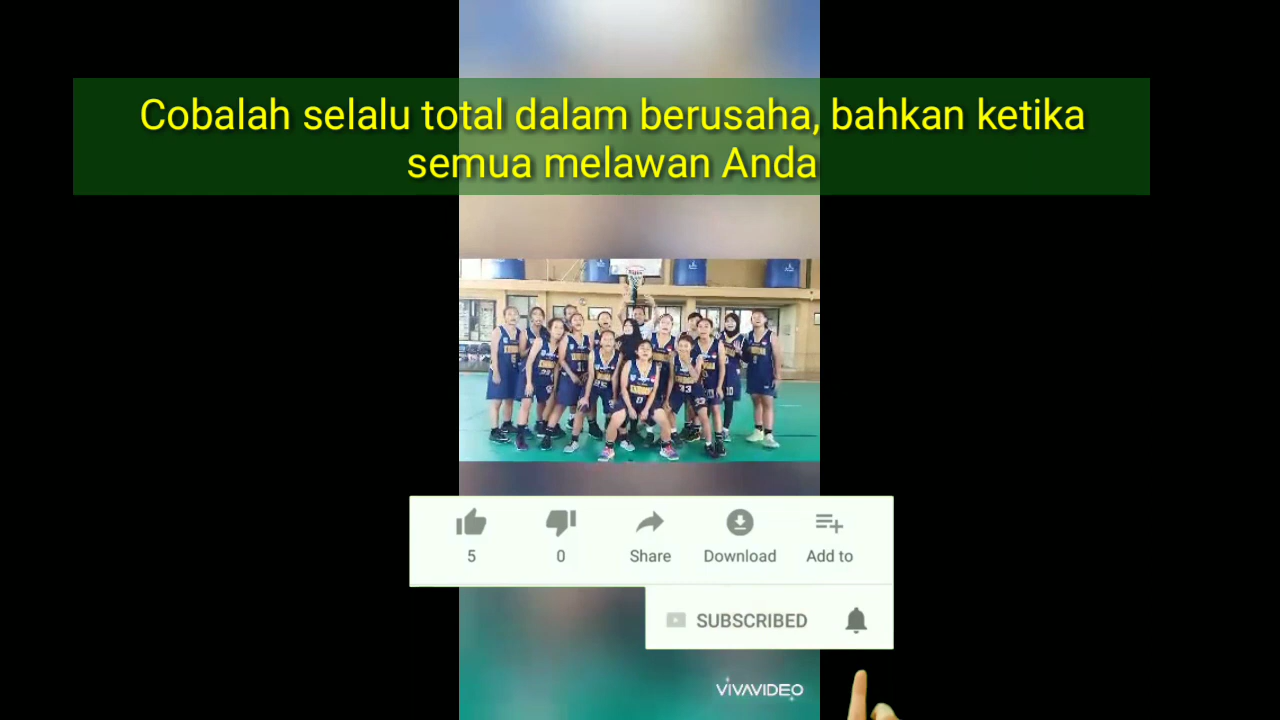 Cobalah selalu total dalam berusaha, bahkan ketika
semua melawan Anda
5
0
Share
Download
Add to
SUBSCRIBED
VIVAVIDEO